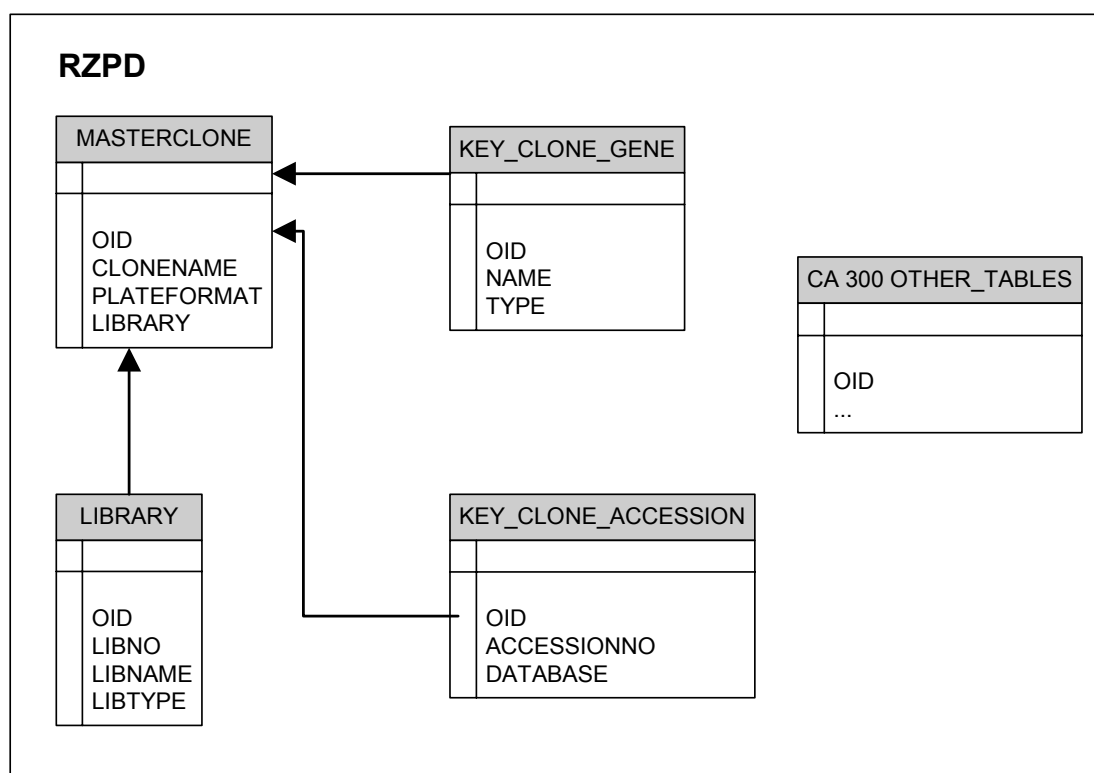 RZPD
MASTERCLONE
OID
CLONENAME
PLATEFORMAT
LIBRARY
KEY_CLONE_GENE
OID
NAME
TYPE
CA 300 OTHER_TABLES
OID
...
LIBRARY
OID
LIBNO
LIBNAME
LIBTYPE
KEY_CLONE_ACCESSION
OID
ACCESSIONNO
DATABASE